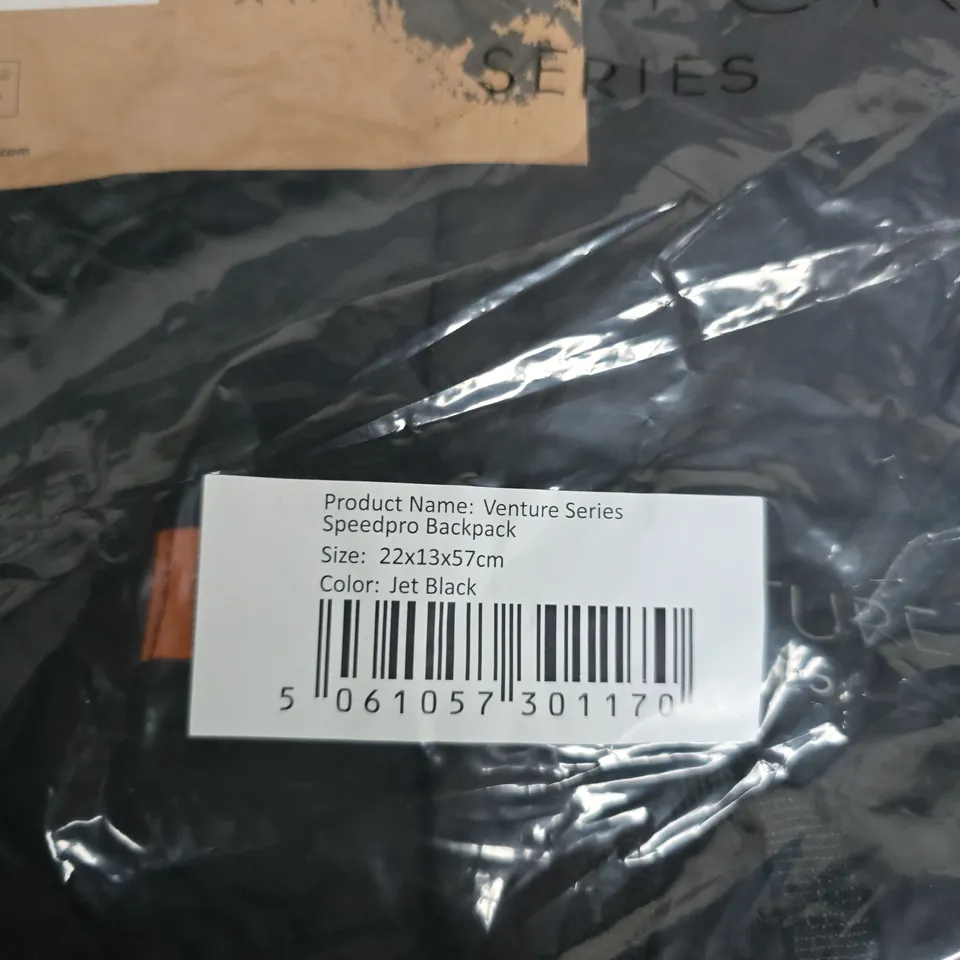 SERIES
Product Name: Venture Series
Speedpro Backpack
Size: 22x13x57cm
Color: Jet Black
5 061057 301170